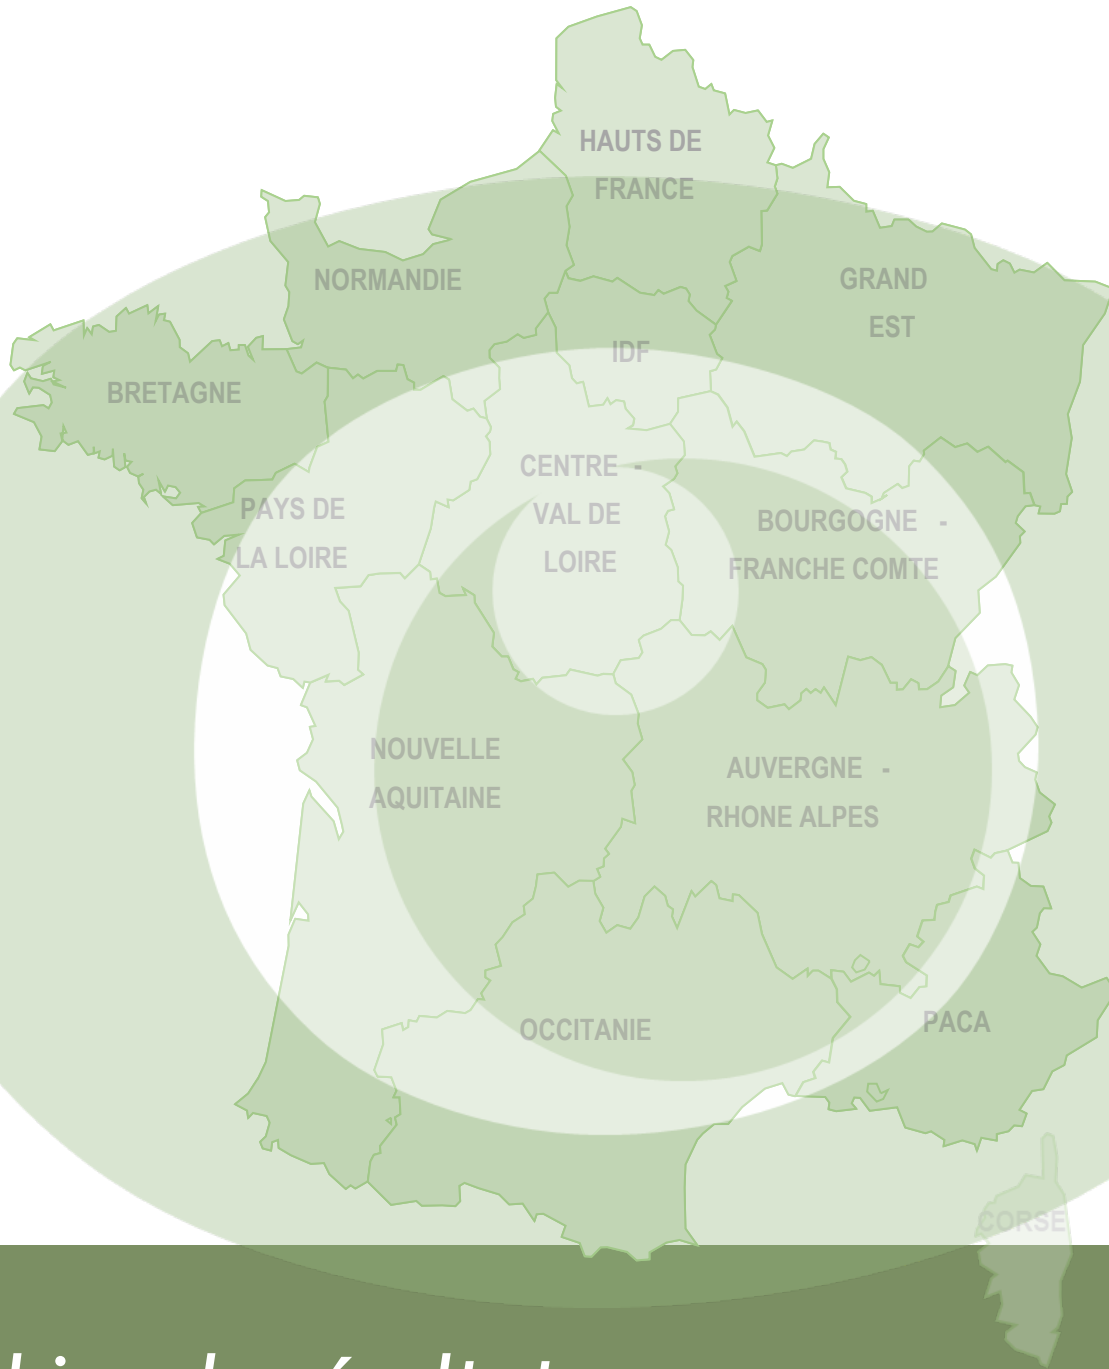 HAUTS DE
FRANCE
NORMANDIE
GRAND
EST
IDF
BRETAGNE
CENTRE -
VAL DE
LOIRE
PAYS DE
LA LOIRE
BOURGOGNE -
FRANCHE COMTE
NOUVELLE
AQUITAINE
AUVERGNE -
RHONE ALPES
OCCITANIE
PACA
CORSE